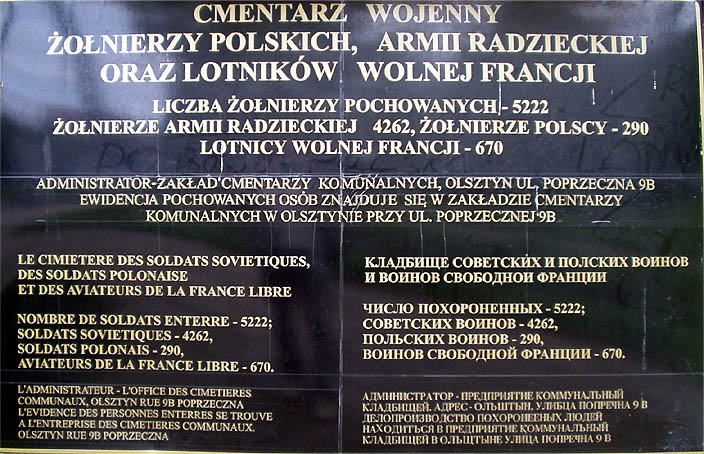 CMENTARZ WOJENNY
ŻOŁNIERZY POLSKICH, ARMII RADZIECKIEJ
ORAZ LOTNIKÓW WOLNEJ FRANCJI
LICZBA ŻOŁNIERZY POCHOWANYCH - 5222
ŻOŁNIERZE ARMII RADZIECKIEJ 4262, ŻOŁNIERZE POLSCY - 290
LOTNICY WOLNEJ FRANCJI - 670
ADMINISTRATOR-ZAKŁAD CMENTARZY KOMUNALNYCH, OLSZTYN UL, POPRZECZNA 9B
EWIDENCJA POCHOWANYCH OSÓB ZNAJDUJE SIĘ W ZAKŁADZIE CMENTARZY
KOMUNALNYCH W OLSZTYNIE PRZY UL. POPRZECZNEJ 9B
LE CIMIETERE DES SOLDATS SOVIETIQUES,
DES SOLDATS POLONAISE
ET DES AVIATEURS DE LA FRANCE LIBRE
NOMBRE DE SOLDATS ENTERRE - 5222;
SOLDATS SOVIETIQUES - 4262,
SOLDATS POLONAIS - 290,
AVIATEURS DE LA FRANCE LIBRE - 670.
L'ADMINISTRATEUR - L'OFFICE DES CIMETIERES
COMMUNAUX, OLSZTYN RUE 9B POPRZECZNA
L'EVIDENCE DES PERSONNES ENTERRES SE TROUVE
A L'ENTREPRISE DES CIMETIERES COMMUNAUX.
OLSZTYN RUE 9B POPRZECZNA
КЛАДБИЩЕ СОВЕТСКИХ И ПОЛСКИХ ВОИНОВ
И ВОИНОВ СВОБОДНОЙ ФРАНЦИИ
ЧИСЛО ПОХОРОНЕННЫХ - 5222;
СОВЕТСКИХ ВОИНОВ - 4262,
ПОЛЬСКИХ ВОИНОВ - 290,
ВОИНОВ СВОБОДНОЙ ФРАНЦИИ - 670.
АДМИНИСТРАТОР - ПРЕДПРИЯТИЕ КОММУНАЛЬНЫЙ
КЛАДБИЩЕЙ. АДРЕС - ОЛЬШТЫН, УЛИБЦА ПОПРЕЧНА 9 В
ДЕЛОПРОИЗВОДСТВО ПОХОРОНЕЕНЫХ ЛЮДЕЙ
НАХОДИТЬСЯ В ПРЕДПРИЯТИЕ КОММУНАЛЬНЫЙ
КЛАДБИЩЕЙ В ОЛЬЩТЫНЕ УЛИЦА ПОПРЕЧНА 9 В